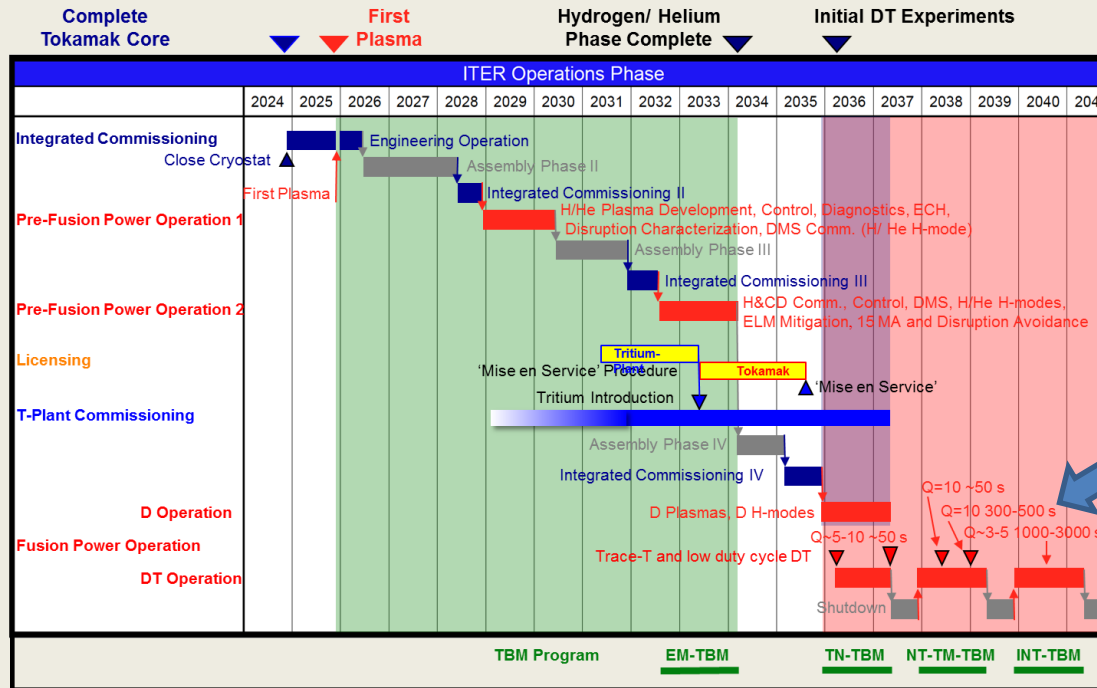 Complete
Tokamak Core
First
Plasma
Hydrogen/ Helium
Phase Complete
Initial DT Experiments
ITER Operations Phase
2024 2025 2026 2027 2028 2029 2030 2031 2032 2033 2034 2035 2036 2037 2038 2039 2040 204
Integrated Commissioning
Engineering Operation
Close Cryostat
Assembly Phase II
First Plasma
Integrated Commissioning II
Pre-Fusion Power Operation 1
H/He Plasma Development, Control, Diagnostics, ECH,
Disruption Characterization, DMS Comm. (H/ He H-mode)
Assembly Phase III
Integrated Commissioning III
Pre-Fusion Power Operation 2
H&CD Comm., Control, DMS, H/He H-modes,
ELM Mitigation, 15 MA and Disruption Avoidance
Licensing
Tritium-
Plant
'Mise en Service' Procedure
Tokamak
'Mise en Service'
Tritium Introduction
T-Plant Commissioning
Assembly Phase IV
Integrated Commissioning IV
Q=10 ~50 s
D Operation
D Plasmas, D H-modes
Q=10 300-500 s
Q~5-10 ~50 s
Q~3-5 1000-3000 s
Fusion Power Operation
Trace-T and low duty cycle DT
DT Operation
Shutdown
TBM Program
EM-TBM
TN-TBM
NT-TM-TBM
INT-TBM